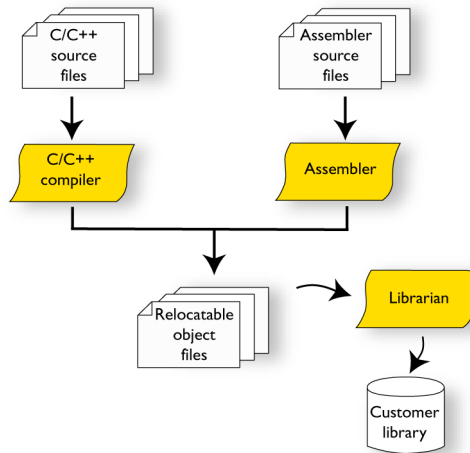 C/C++
source
files
Assembler
source
files
C/C++
compiler
Assembler
Relocatable
object
files
Librarian
Customer
library